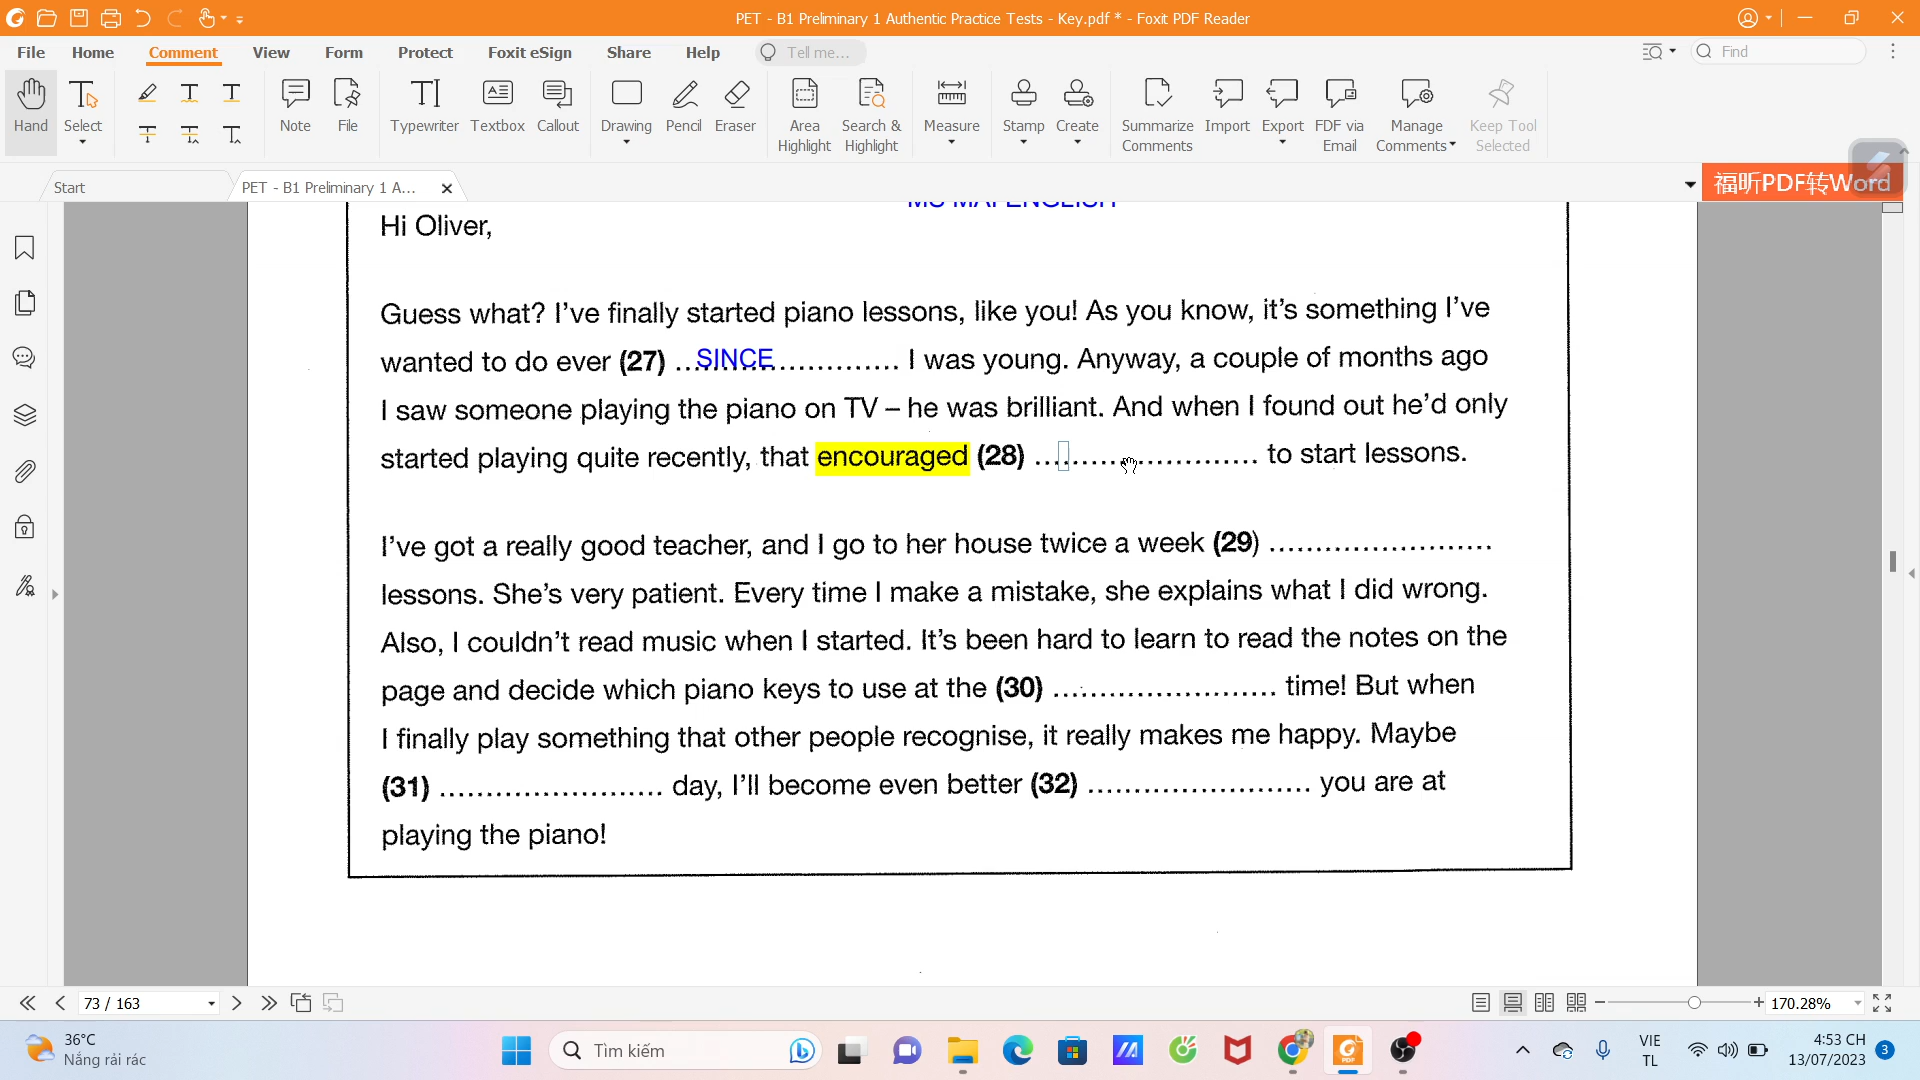 PET - B1 Preliminary 1 Authentic Practice Tests - Key.pdf * - Foxit PDF Reader
File Home Comment View Form Protect Foxit eSign Share Help Tell me... Find
Hand Select Note File Typewriter Textbox Callout Drawing Pencil Eraser Area Highlight Search & Highlight Measure Stamp Create Summarize Comments Import Export FDF via Email Manage Comments Keep Tool Selected
Start PET - B1 Preliminary 1 A... 福昕PDF转Word
Hi Oliver,
Guess what? I've finally started piano lessons, like you! As you know, it's something I've
wanted to do ever (27) ...SINCE.............. I was young. Anyway, a couple of months ago
I saw someone playing the piano on TV – he was brilliant. And when I found out he'd only
started playing quite recently, that encouraged (28) ........................ to start lessons.
I've got a really good teacher, and I go to her house twice a week (29) ........................
lessons. She's very patient. Every time I make a mistake, she explains what I did wrong.
Also, I couldn't read music when I started. It's been hard to learn to read the notes on the
page and decide which piano keys to use at the (30) ........................ time! But when
I finally play something that other people recognise, it really makes me happy. Maybe
(31) ........................ day, I'll become even better (32) ........................ you are at
playing the piano!
73 / 163 170.28%
36°C
Nắng rải rác
Tìm kiếm
VIE
TL
4:53 CH
13/07/2023
3